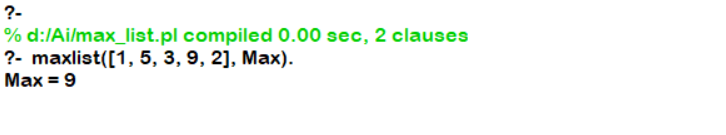 ?-
% d:/Ai/max_list.pl compiled 0.00 sec, 2 clauses
?- maxlist([1, 5, 3, 9, 2], Max).
Max = 9